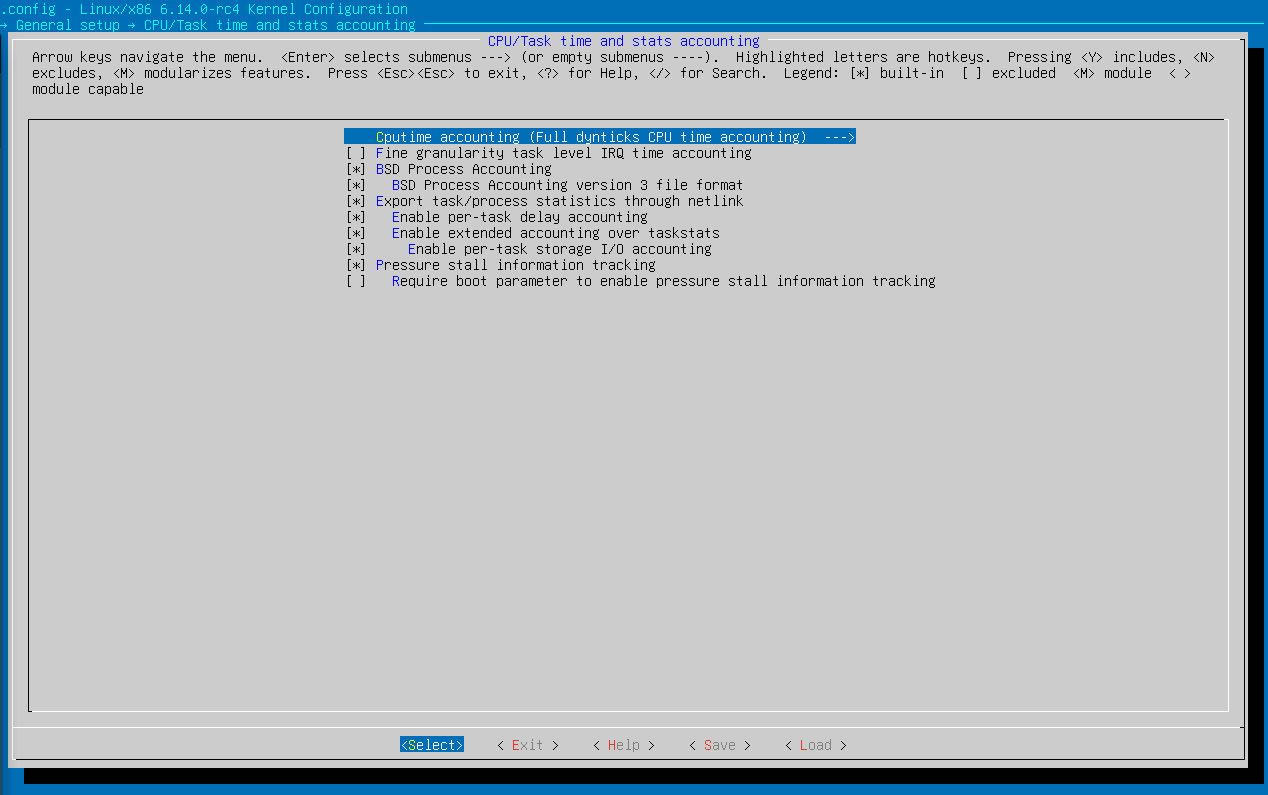 .config - Linux/x86 6.14.0-rc4 Kernel Configuration
→ General setup → CPU/Task time and stats accounting
CPU/Task time and stats accounting
Arrow keys navigate the menu.  <Enter> selects submenus ---> (or empty submenus ----).  Highlighted letters are hotkeys.  Pressing <Y> includes, <N>
excludes, <M> modularizes features.  Press <Esc><Esc> to exit, <?> for Help, </> for Search.  Legend: [*] built-in  [ ] excluded  <M> module  < >
module capable
Cputime accounting (Full dynticks CPU time accounting)  --->
[ ] Fine granularity task level IRQ time accounting
[*] BSD Process Accounting
[*]   BSD Process Accounting version 3 file format
[*] Export task/process statistics through netlink
[*]   Enable per-task delay accounting
[*]   Enable extended accounting over taskstats
[*]     Enable per-task storage I/O accounting
[*] Pressure stall information tracking
[ ]   Require boot parameter to enable pressure stall information tracking
<Select>    < Exit >    < Help >    < Save >    < Load >